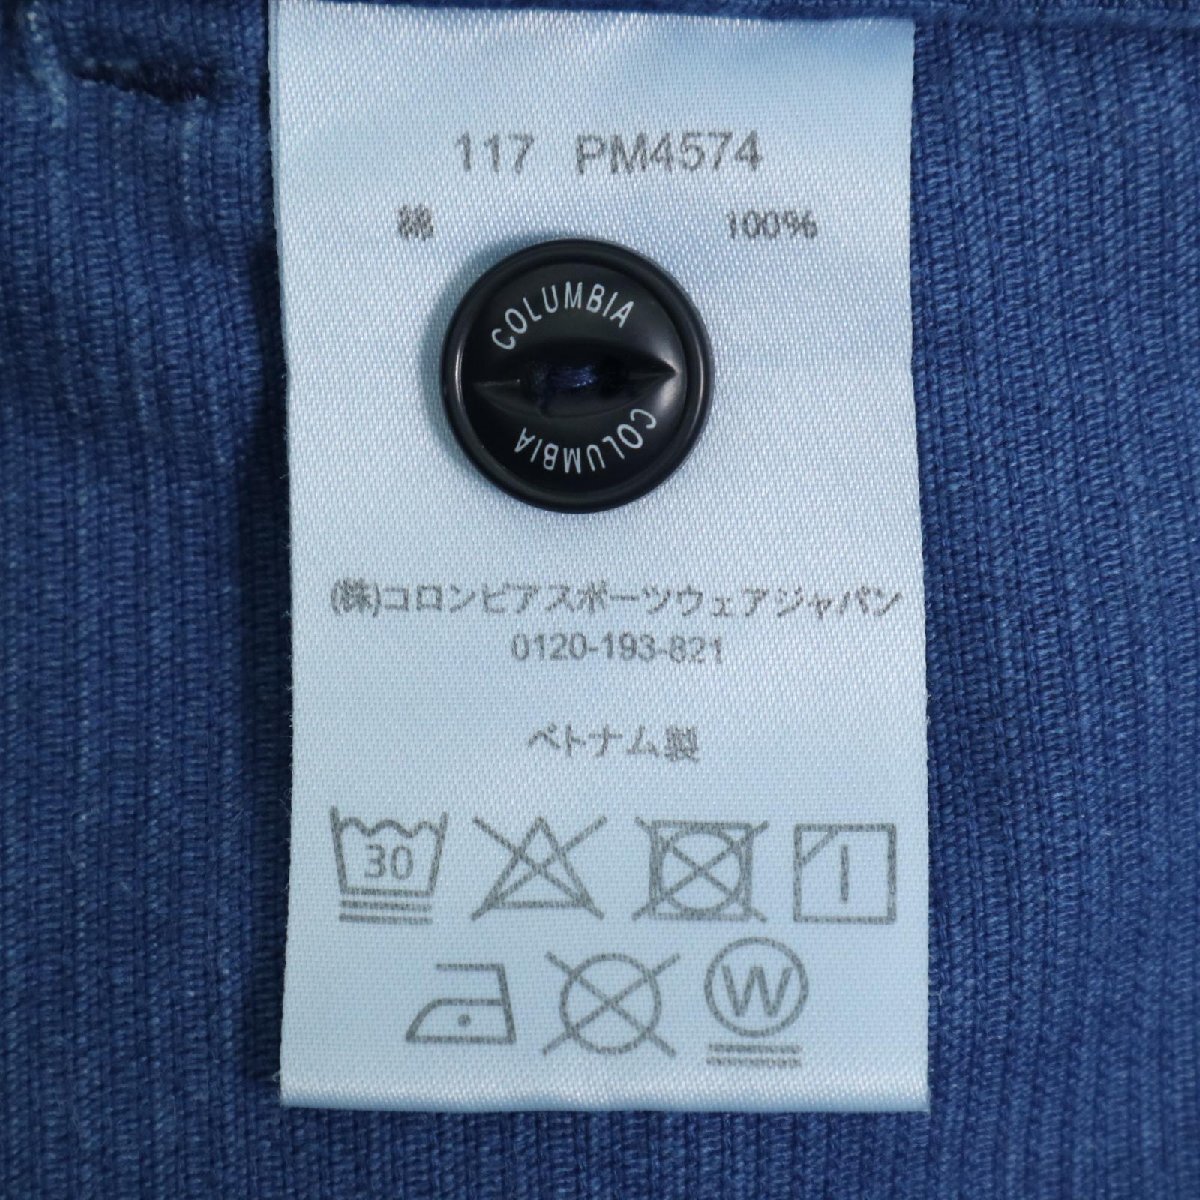 117 PM4574
綿 100%
COLUMBIA
COLUMBIA
(株)コロンビアスポーツウェアジャパン
0120-193-821
ベトナム製
30
W